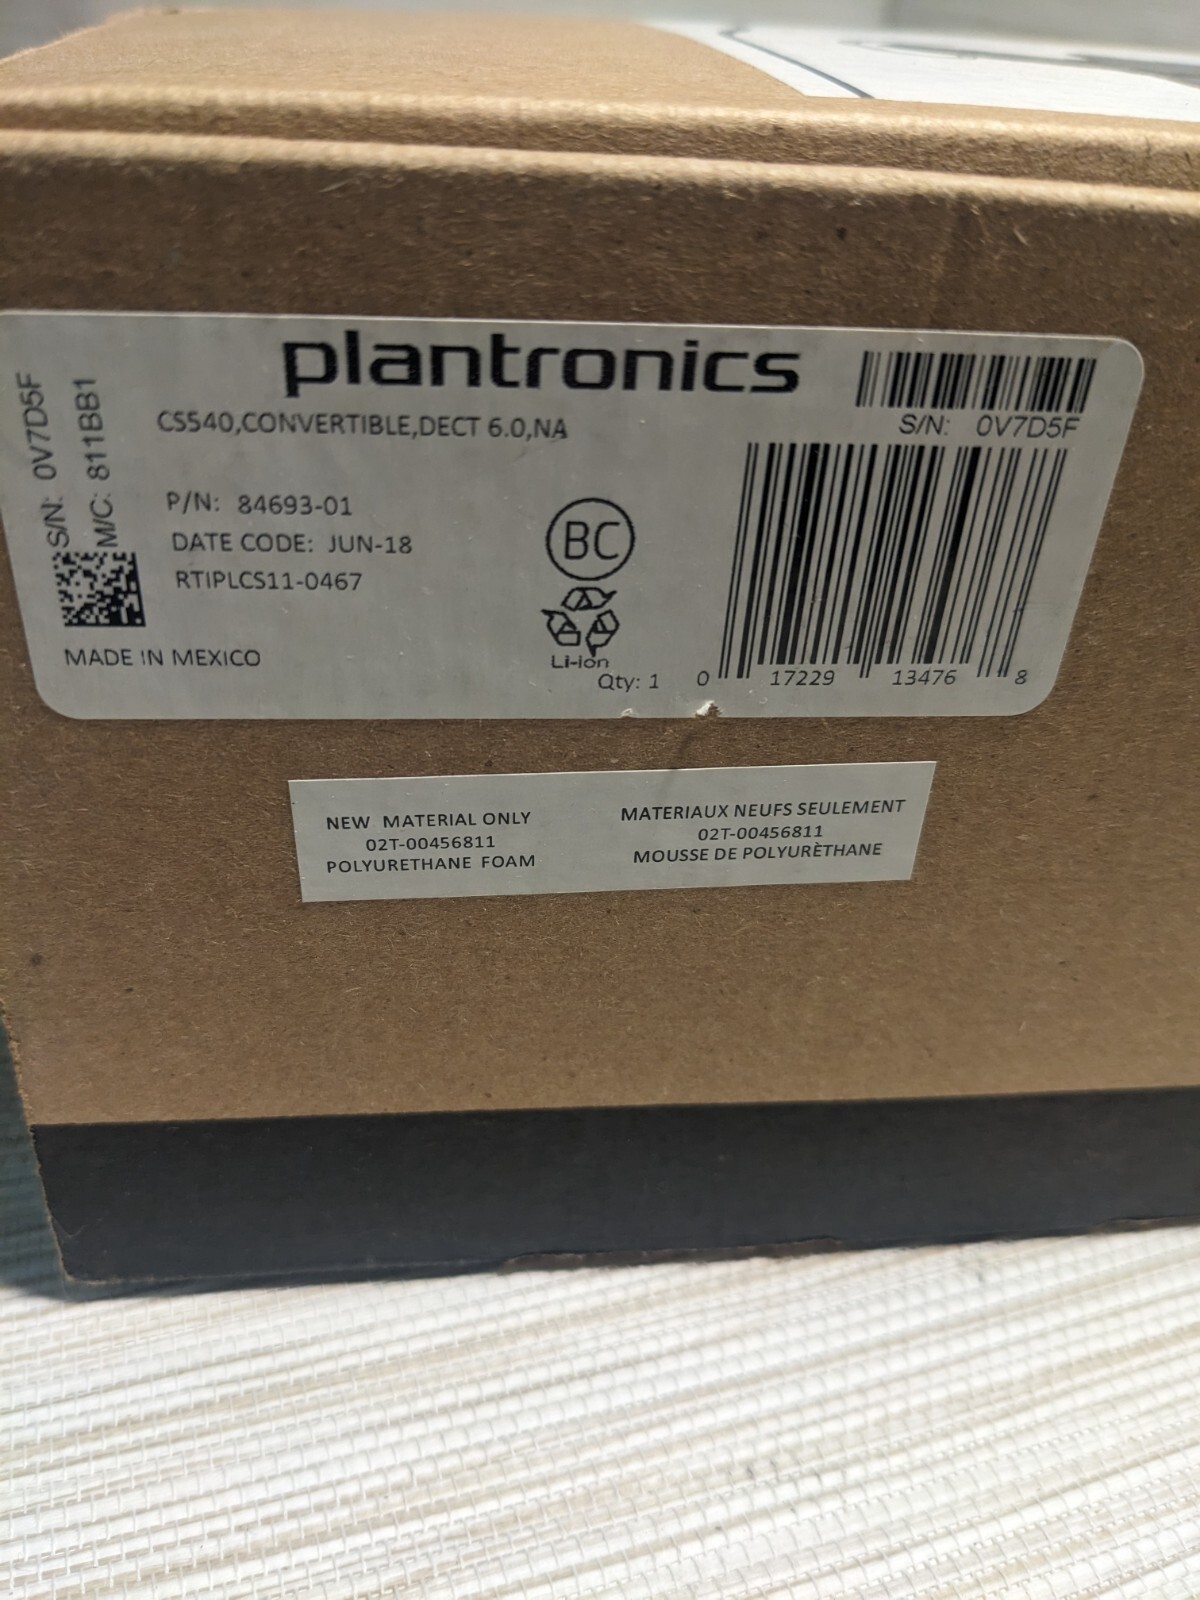 plantronics
CS540,CONVERTIBLE,DECT 6.0,NA
S/N: 0V7D5F
S/N: 0V7D5F
M/C: 811BB1
P/N: 84693-01
DATE CODE: JUN-18
RTIPLCS11-0467
MADE IN MEXICO
BC
Li-ion
Qty: 1
0 17229 13476 8
NEW MATERIAL ONLY
02T-00456811
POLYURETHANE FOAM
MATERIAUX NEUFS SEULEMENT
02T-00456811
MOUSSE DE POLYURÈTHANE